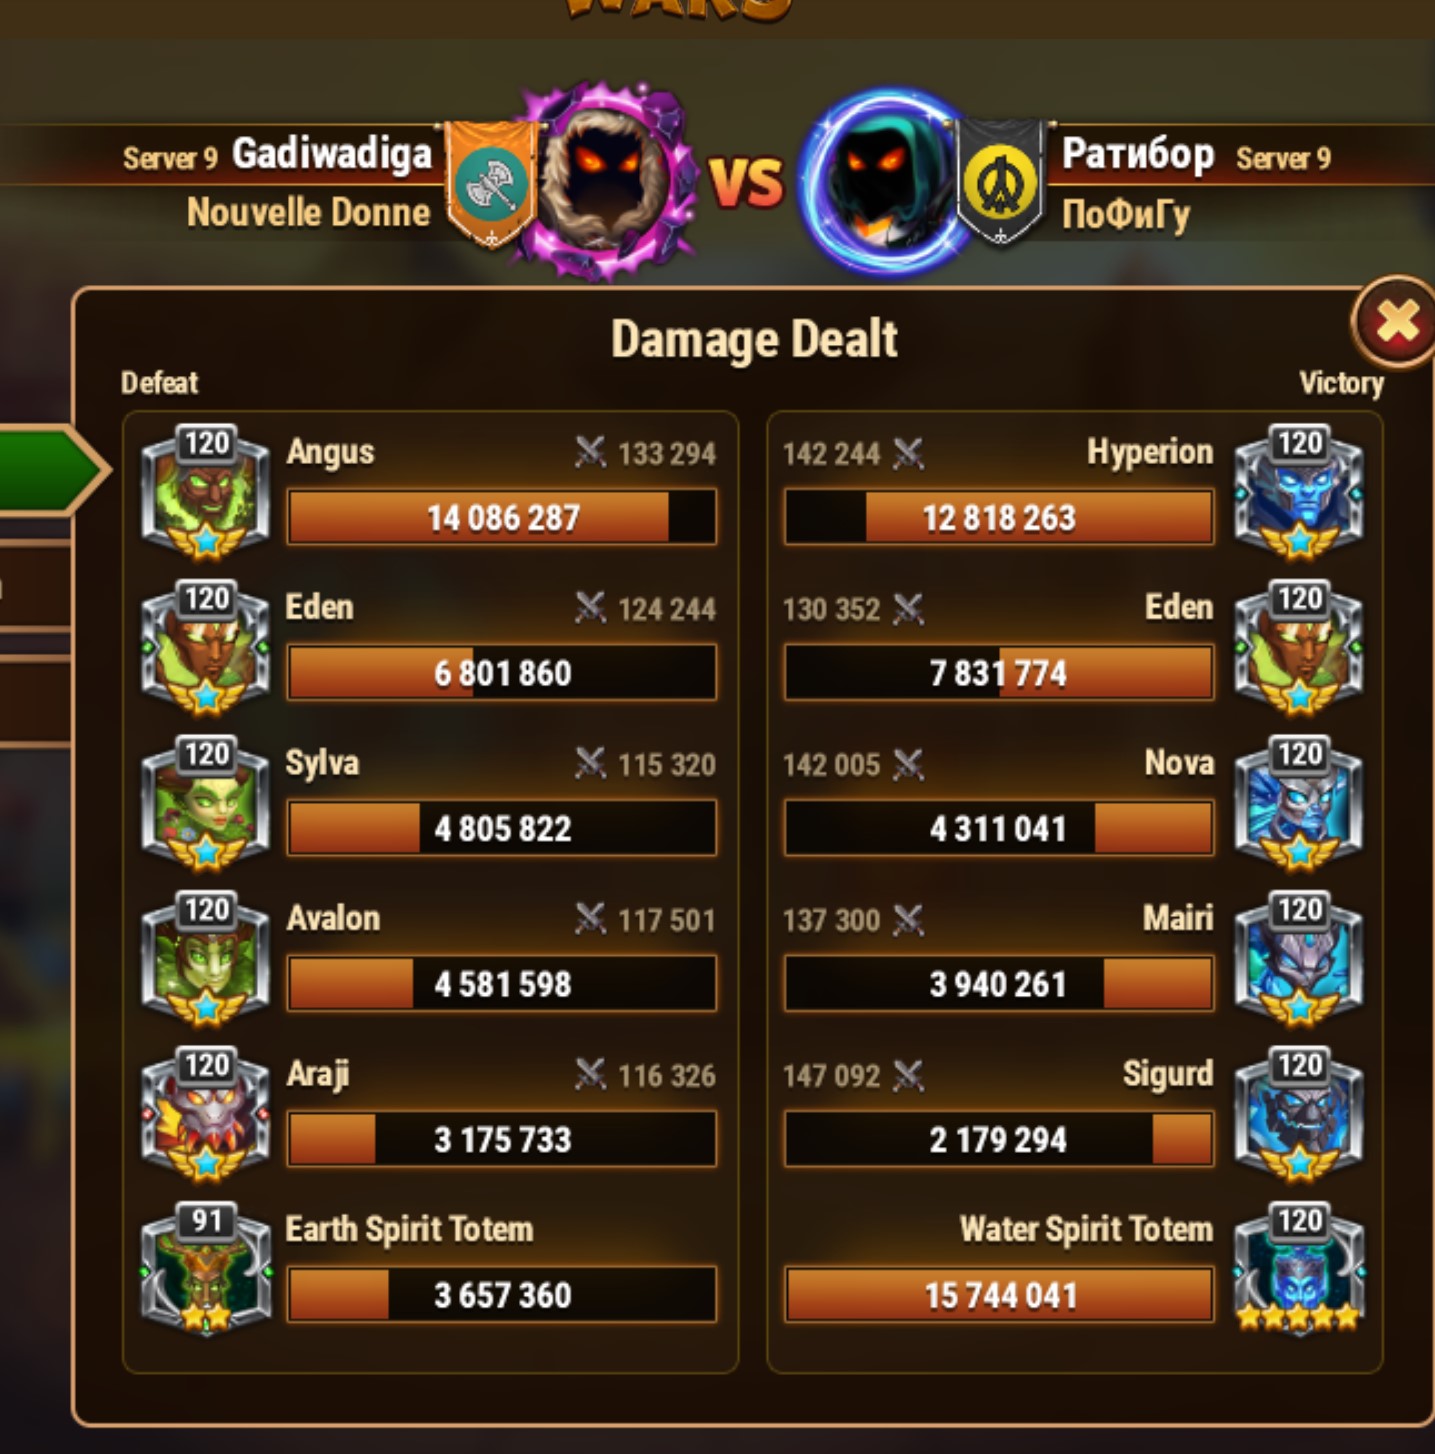 WARS
Server 9 Gadiwadiga VS Ратибор Server 9
Nouvelle Donne ПоФиГу
Damage Dealt
Defeat Victory
120 Angus 133 294 142 244 Hyperion 120
14 086 287 12 818 263
120 Eden 124 244 130 352 Eden 120
6 801 860 7 831 774
120 Sylva 115 320 142 005 Nova 120
4 805 822 4 311 041
120 Avalon 117 501 137 300 Mairi 120
4 581 598 3 940 261
120 Araji 116 326 147 092 Sigurd 120
3 175 733 2 179 294
91 Earth Spirit Totem Water Spirit Totem 120
3 657 360 15 744 041